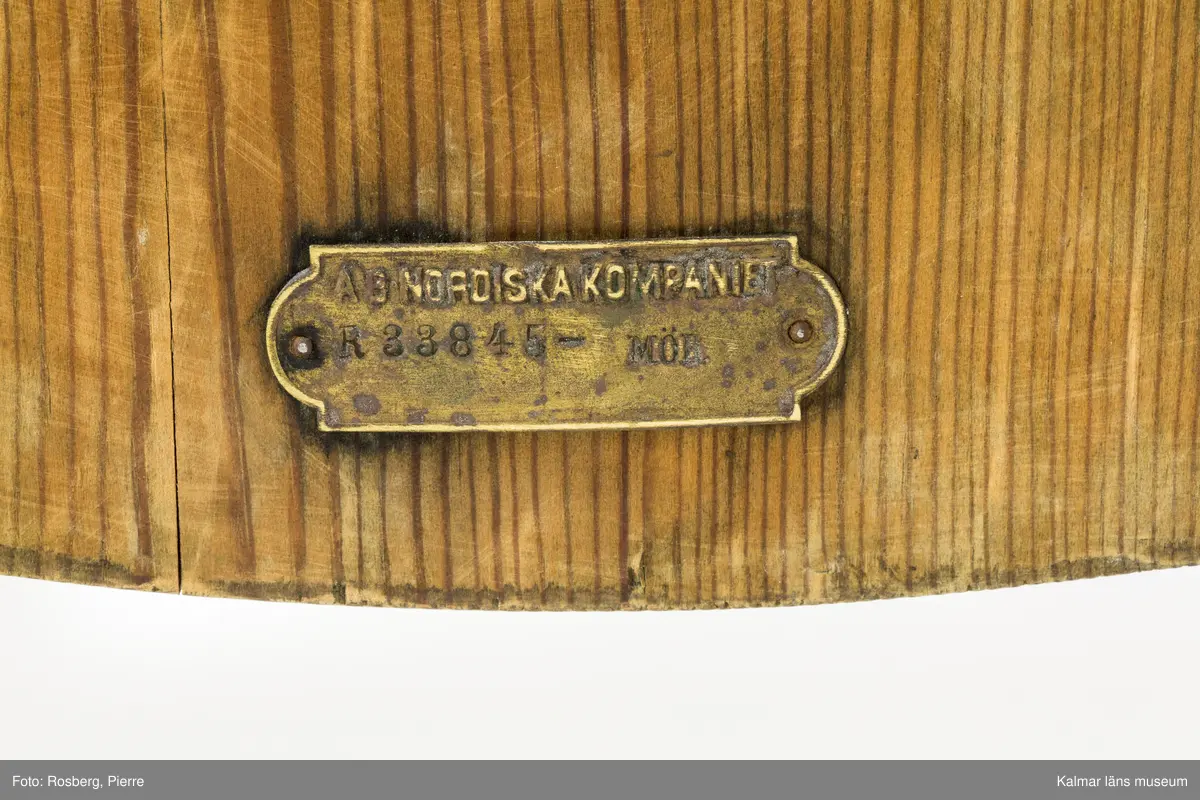 AB NORDISKA KOMPANIET
R 33845- MÖB.
Foto: Rosberg, Pierre
Kalmar läns museum